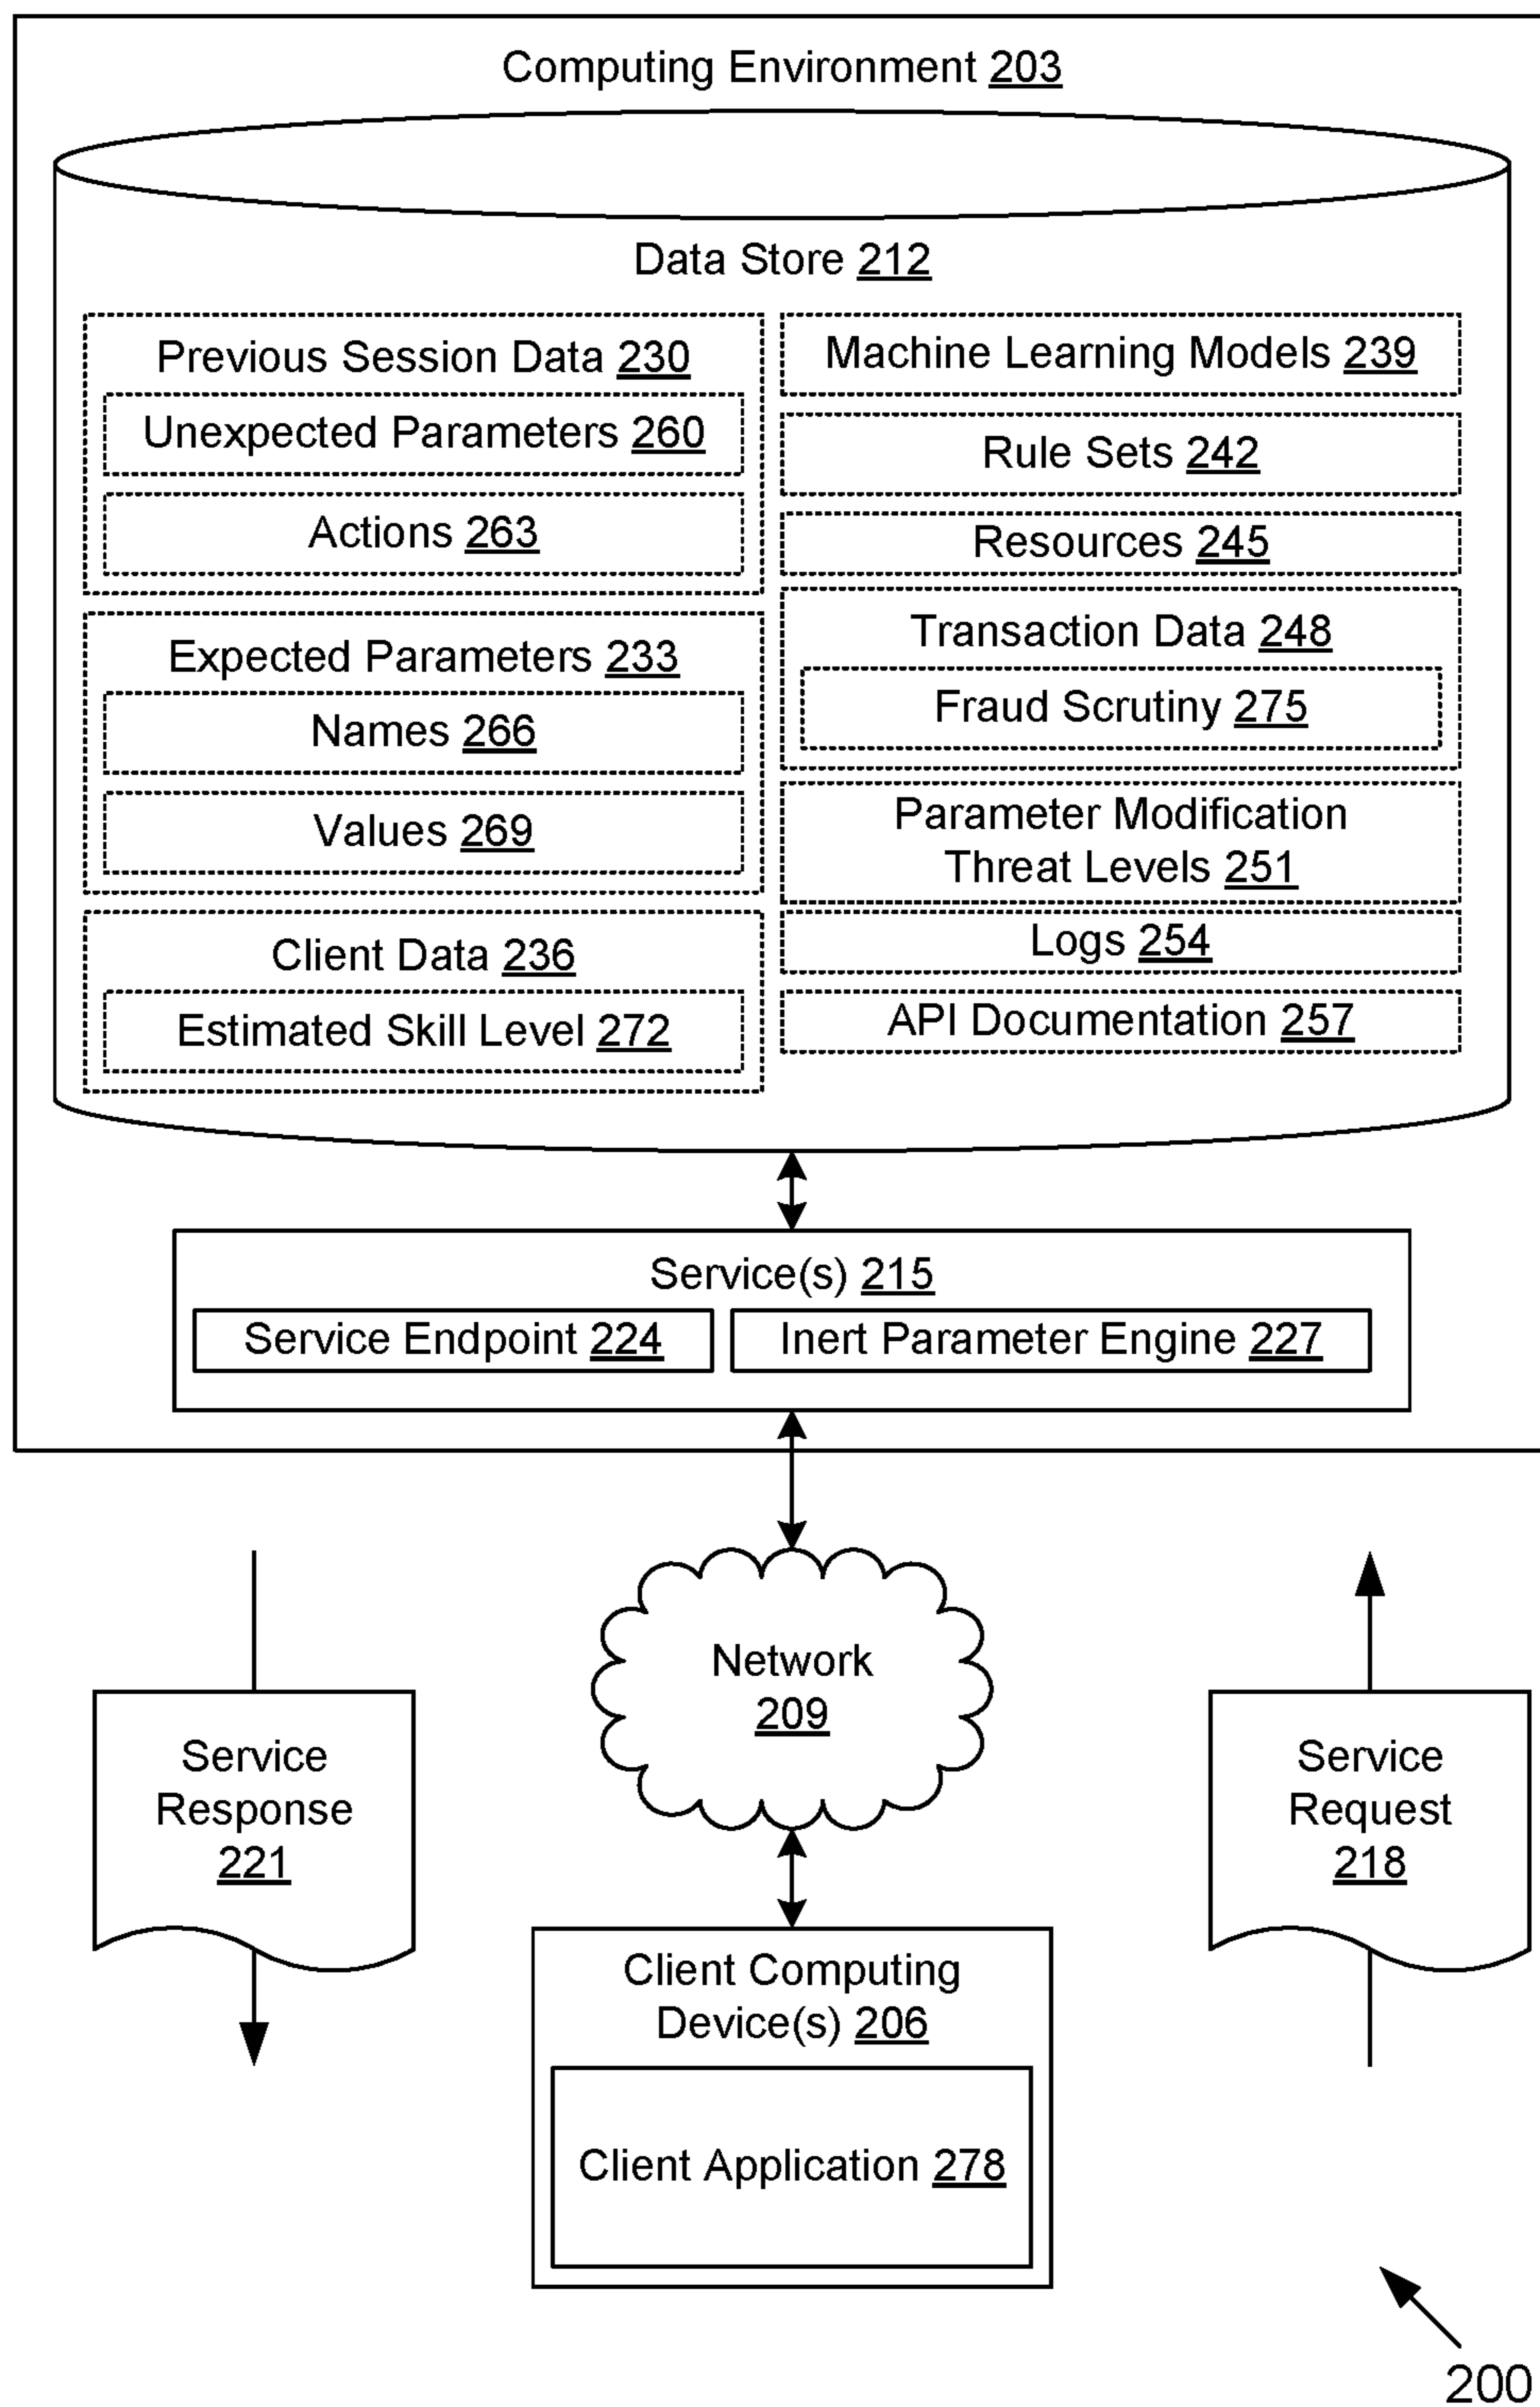 Computing Environment 203
Data Store 212
Previous Session Data 230
Unexpected Parameters 260
Actions 263
Expected Parameters 233
Names 266
Values 269
Client Data 236
Estimated Skill Level 272
Machine Learning Models 239
Rule Sets 242
Resources 245
Transaction Data 248
Fraud Scrutiny 275
Parameter Modification
Threat Levels 251
Logs 254
API Documentation 257
Service(s) 215
Service Endpoint 224
Inert Parameter Engine 227
Network
209
Service
Response
221
Service
Request
218
Client Computing
Device(s) 206
Client Application 278
200